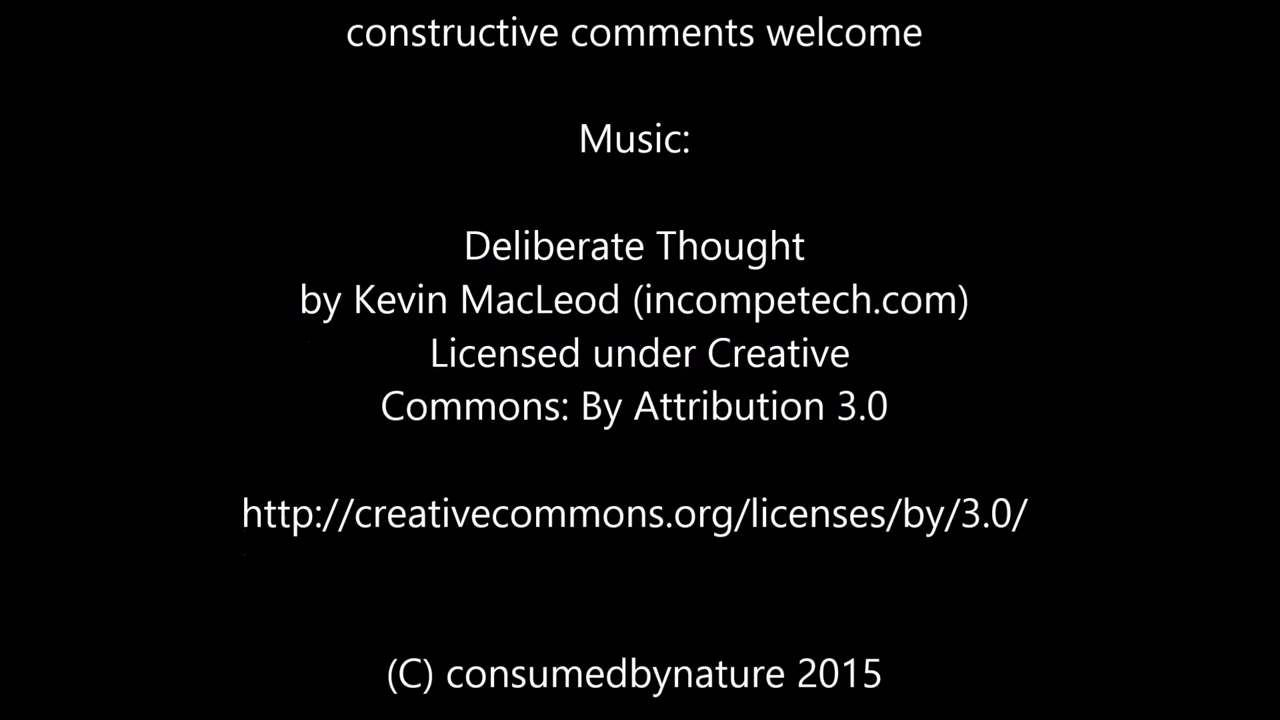 constructive comments welcome
Music:
Deliberate Thought
by Kevin MacLeod (incompetech.com)
Licensed under Creative
Commons: By Attribution 3.0
http://creativecommons.org/licenses/by/3.0/
(C) consumedbynature 2015